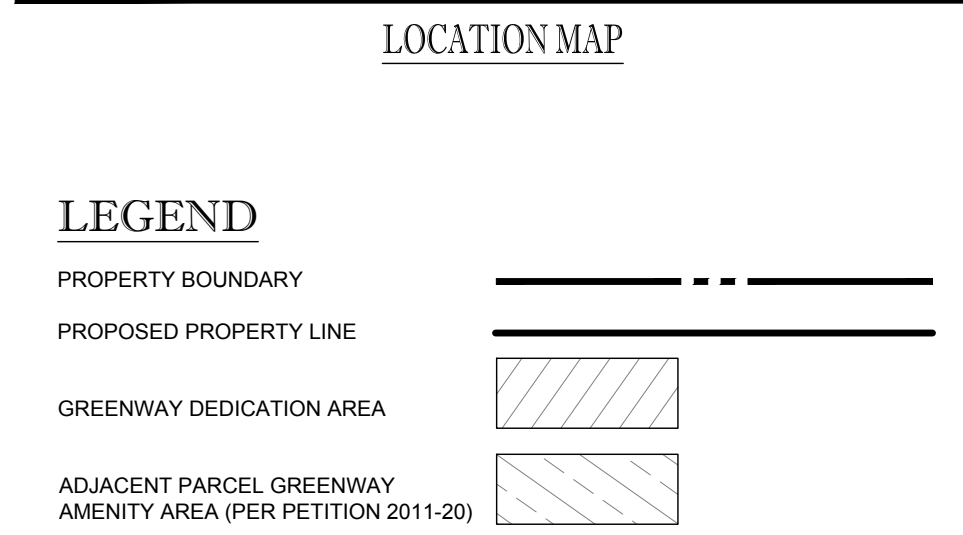 LOCATION MAP
LEGEND
PROPERTY BOUNDARY
PROPOSED PROPERTY LINE
GREENWAY DEDICATION AREA
ADJACENT PARCEL GREENWAY
AMENITY AREA (PER PETITION 2011-20)